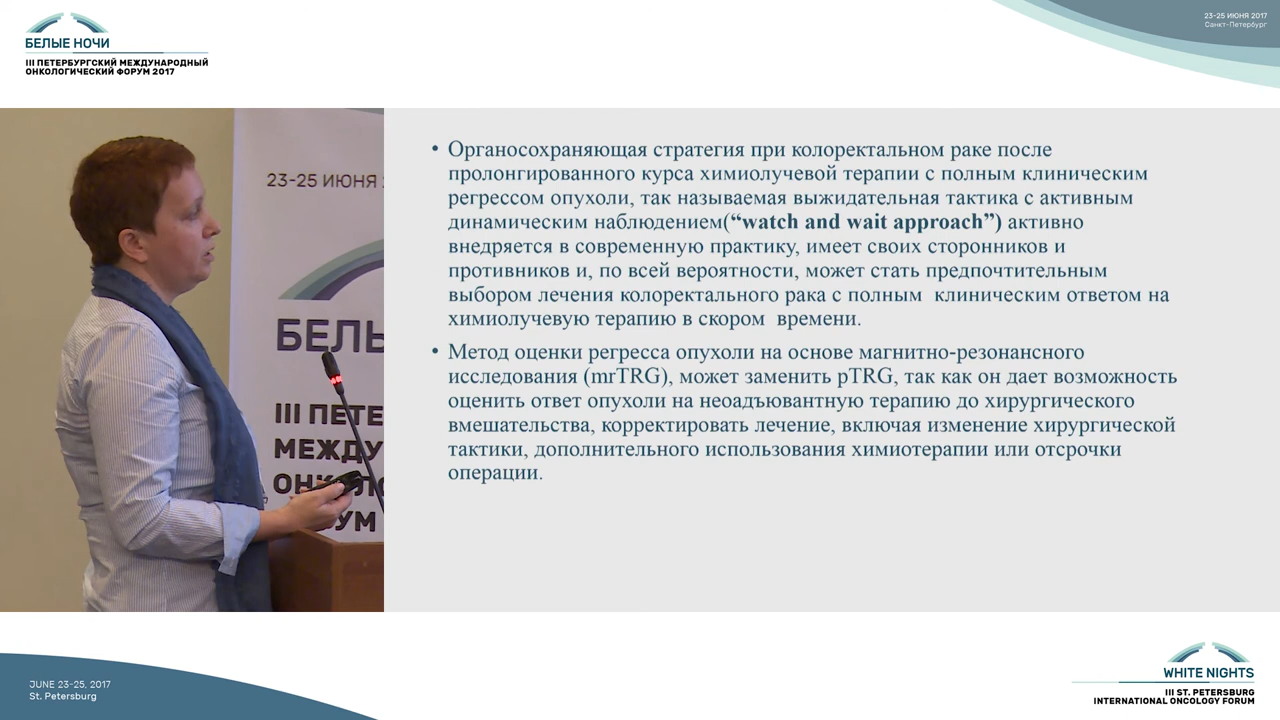 23-25 ИЮНЯ 2017
Санкт-Петербург
БЕЛЫЕ НОЧИ
III ПЕТЕРБУРГСКИЙ МЕЖДУНАРОДНЫЙ
ОНКОЛОГИЧЕСКИЙ ФОРУМ 2017
23-25 ИЮНЯ
БЕЛЫ
III ПЕТЕ
МЕЖДУ
• Органосохраняющая стратегия при колоректальном раке после
пролонгированного курса химиолучевой терапии с полным клиническим
регрессом опухоли, так называемая выжидательная тактика с активным
динамическим наблюдением(“watch and wait approach”) активно
внедряется в современную практику, имеет своих сторонников и
противников и, по всей вероятности, может стать предпочтительным
выбором лечения колоректального рака с полным клиническим ответом на
химиолучевую терапию в скором времени.
• Метод оценки регресса опухоли на основе магнитно-резонансного
исследования (mrTRG), может заменить pTRG, так как он дает возможность
оценить ответ опухоли на неоадъювантную терапию до хирургического
вмешательства, корректировать лечение, включая изменение хирургической
тактики, дополнительного использования химиотерапии или отсрочки
операции.
JUNE 23-25, 2017
St. Petersburg
WHITE NIGHTS
III ST. PETERSBURG
INTERNATIONAL ONCOLOGY FORUM